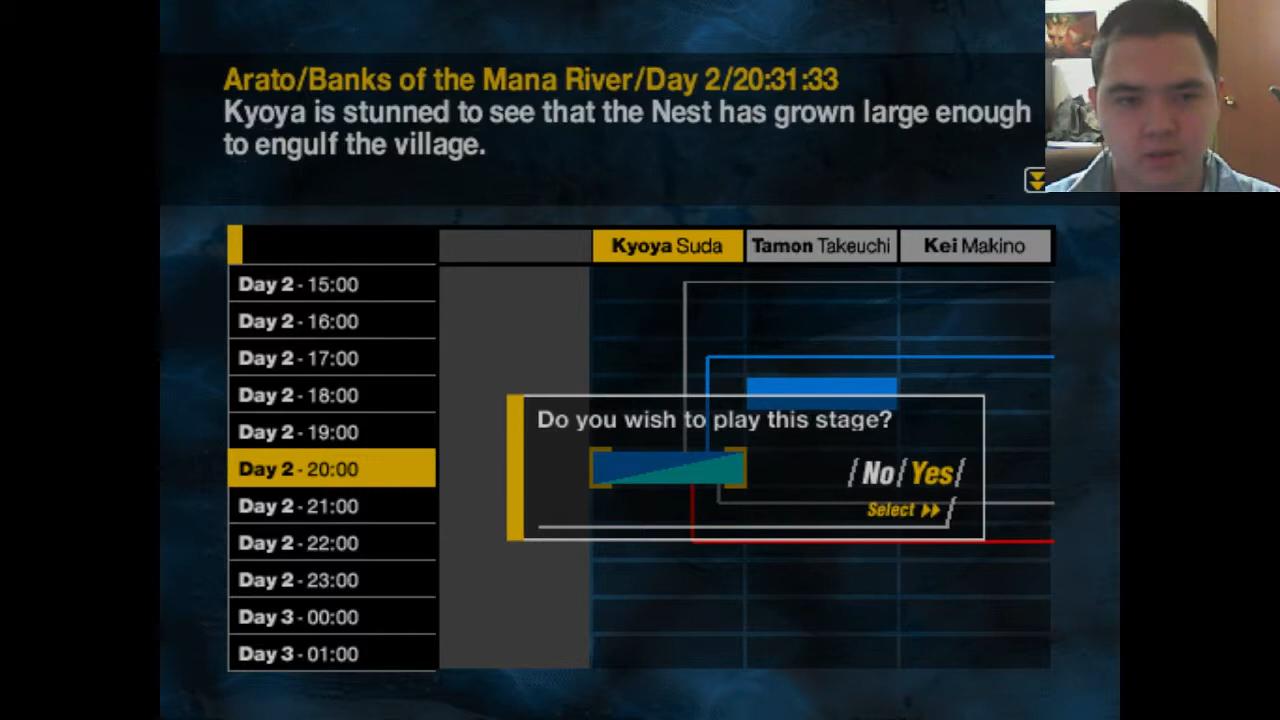 Arato/Banks of the Mana River/Day 2/20:31:33
Kyoya is stunned to see that the Nest has grown large enough
to engulf the village.
Kyoya Suda
Tamon Takeuchi
Kei Makino
Day 2 - 15:00
Day 2 - 16:00
Day 2 - 17:00
Day 2 - 18:00
Day 2 - 19:00
Day 2 - 20:00
Day 2 - 21:00
Day 2 - 22:00
Day 2 - 23:00
Day 3 - 00:00
Day 3 - 01:00
Do you wish to play this stage?
/No/Yes/
Select